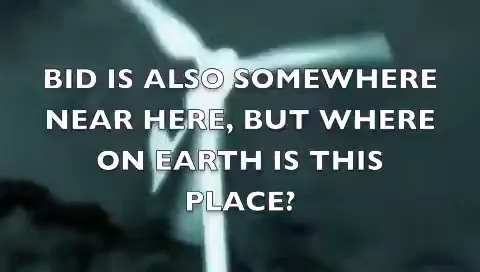 BID IS ALSO SOMEWHERE
NEAR HERE, BUT WHERE
ON EARTH IS THIS
PLACE?